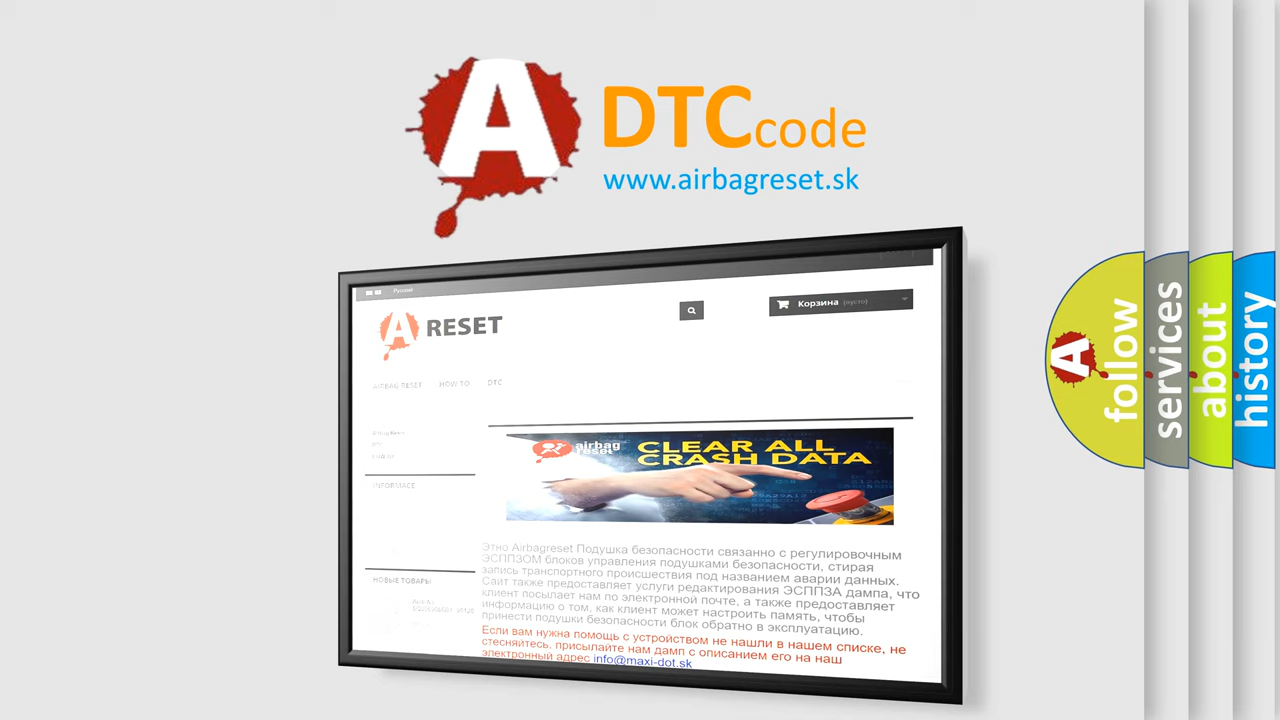 A DTCcode
www.airbagreset.sk
Русский
Корзина (пусто)
A RESET
AIRBAG RESET HOW TO DTC
airbag
reset
CLEAR ALL
CRASH DATA
INFORMACE
Этно Airbagreset Подушка безопасности связанно с регулировочным
ЭСППЗОМ блоков управления подушками безопасности, стирая
запись транспортного происшествия под названием аварии данных.
Сайт также предоставляет услуги редактирования ЭСППЗА дампа, что
клиент посылает нам по электронной почте, а также предоставляет
информацию о том, как клиент может настроить память, чтобы
принести подушки безопасности блок обратно в эксплуатацию.
Если вам нужна помощь с устройством не нашли в нашем списке, не
стесняйтесь, присылайте нам дамп с описанием его на наш
электронный адрес info@maxi-dot.sk
НОВЫЕ ТОВАРЫ
A
follow
services
about
history